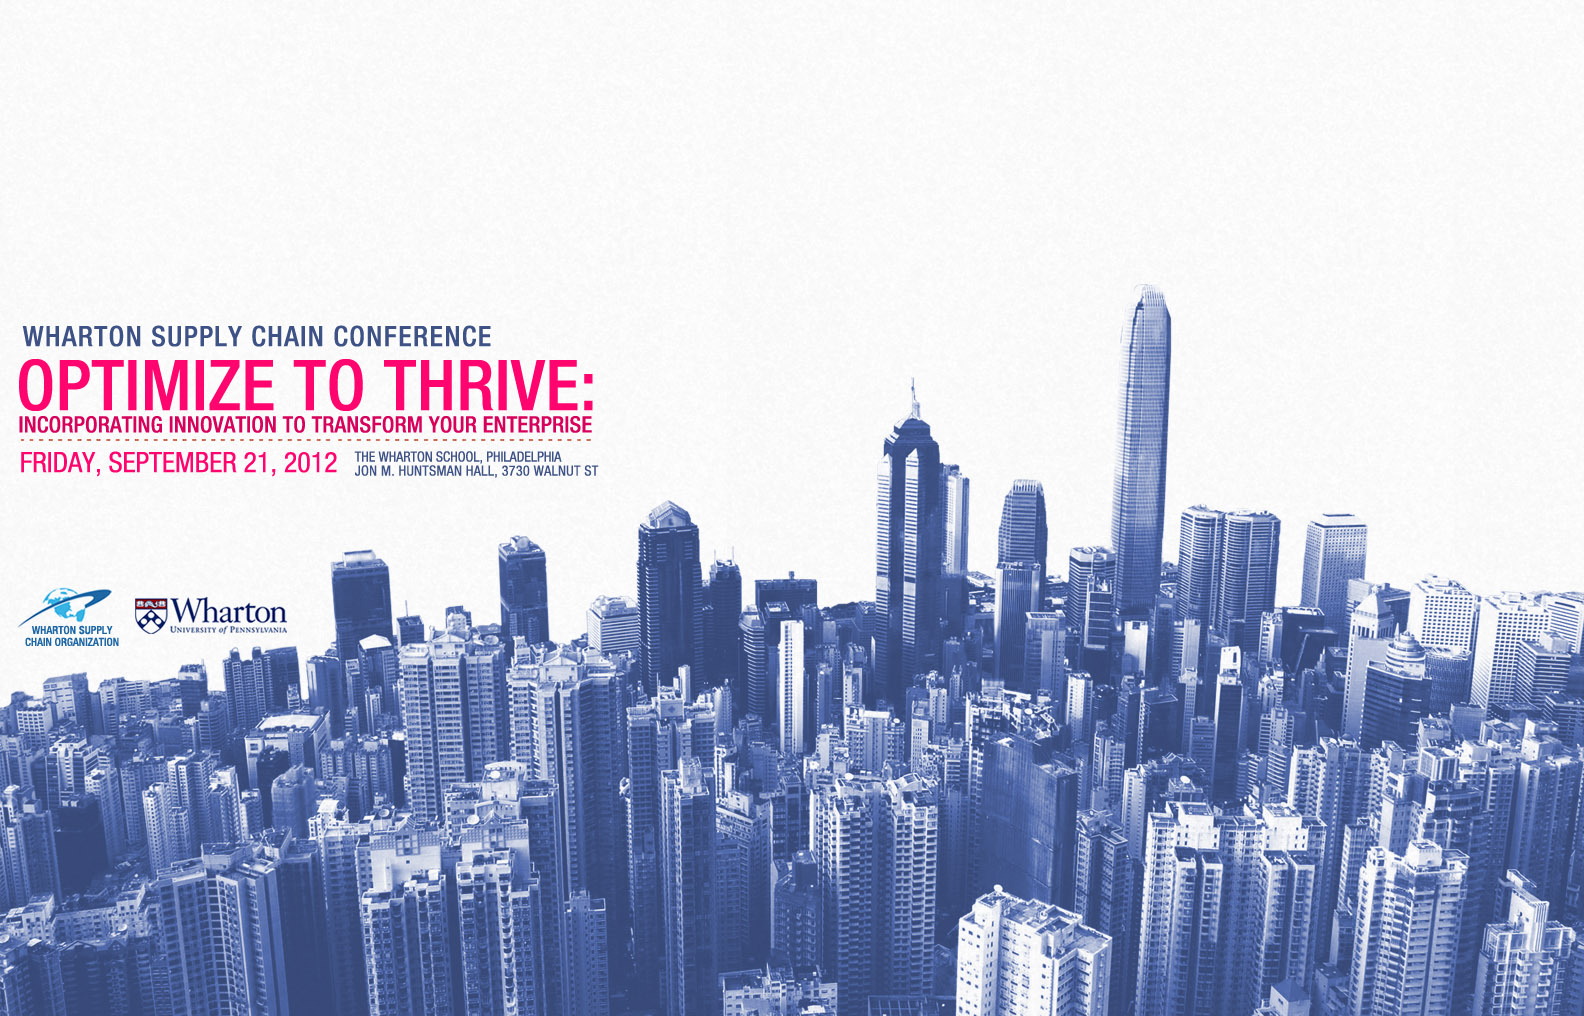 WHARTON SUPPLY CHAIN CONFERENCE
OPTIMIZE TO THRIVE:
INCORPORATING INNOVATION TO TRANSFORM YOUR ENTERPRISE
FRIDAY, SEPTEMBER 21, 2012
THE WHARTON SCHOOL, PHILADELPHIA
JON M. HUNTSMAN HALL, 3730 WALNUT ST
WHARTON SUPPLY
CHAIN ORGANIZATION
Wharton
UNIVERSITY of PENNSYLVANIA